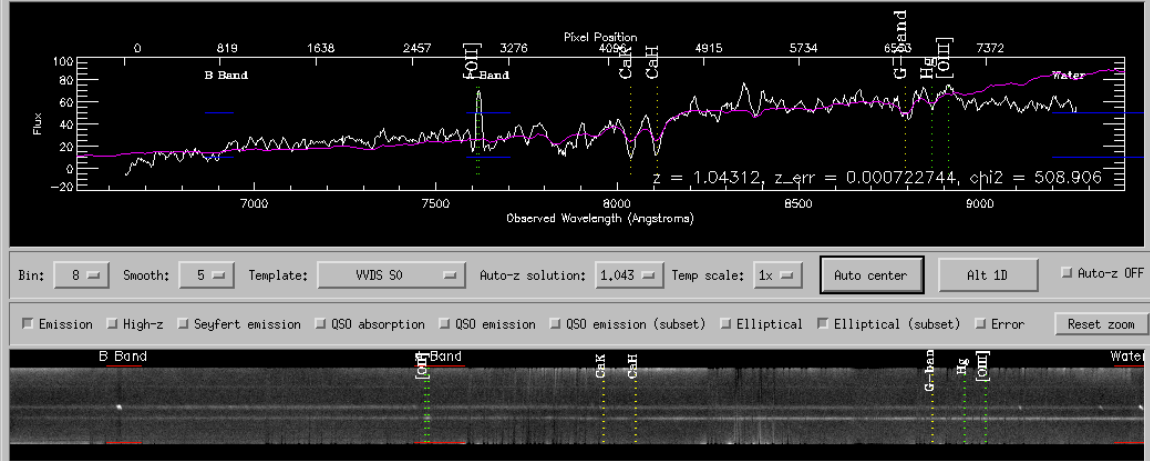 Pixel Position
0 819 1638 2457 3276 4096 4915 5734 6553 7372
B Band [OII] A-Band CaK CaH G-band Hg [OIII] Water
100
80
60
40
20
0
-20
Flux
z = 1.04312, z_err = 0.000722744, chi2 = 508.906
7000 7500 8000 8500 9000
Observed Wavelength (Angstroms)
Bin: 8 Smooth: 5 Template: VVDS S0 Auto-z solution: 1.043 Temp scale: 1x Auto center Alt 1D Auto-z OFF
Emission High-z Seyfert emission QSO absorption QSO emission QSO emission (subset) Elliptical Elliptical (subset) Error Reset zoom
B Band [OII] A-Band CaK CaH G-ban Hg [OIII] Water